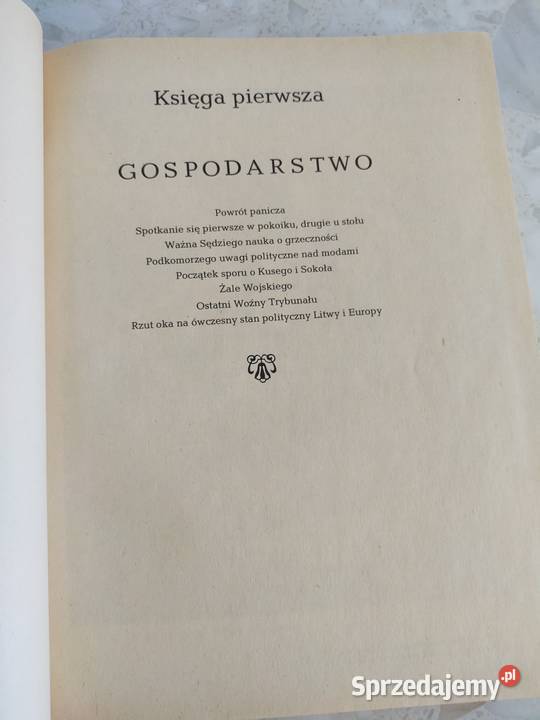 Księga pierwsza
GOSPODARSTWO
Powrót panicza
Spotkanie się pierwsze w pokoiku, drugie u stołu
Ważna Sędziego nauka o grzeczności
Podkomorzego uwagi polityczne nad modami
Początek sporu o Kusego i Sokoła
Żale Wojskiego
Ostatni Woźny Trybunału
Rzut oka na ówczesny stan polityczny Litwy i Europy
Sprzedajemy.pl